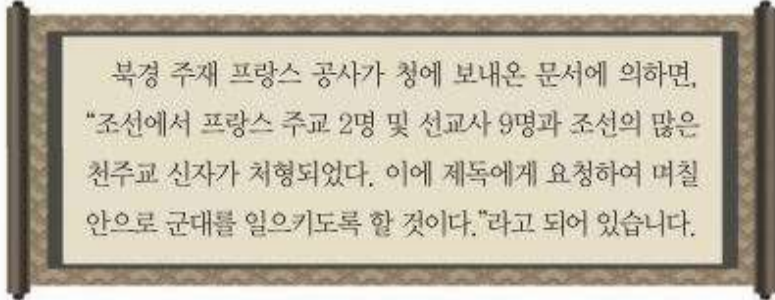 북경 주재 프랑스 공사가 청에 보내온 문서에 의하면,
“조선에서 프랑스 주교 2명 및 선교사 9명과 조선의 많은
천주교 신자가 처형되었다. 이에 제독에게 요청하여 며칠
안으로 군대를 일으키도록 할 것이다.”라고 되어 있습니다.